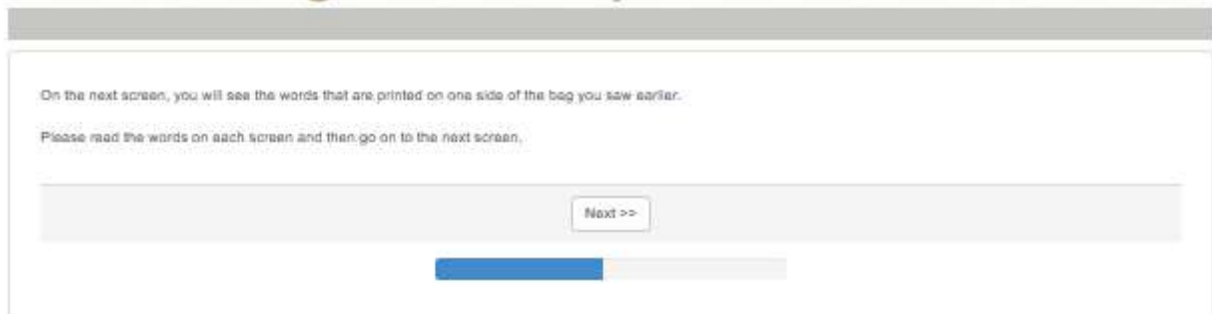 On the next screen, you will see the words that are printed on one side of the bag you saw earlier.
Please read the words on each screen and then go on to the next screen.
Next >>